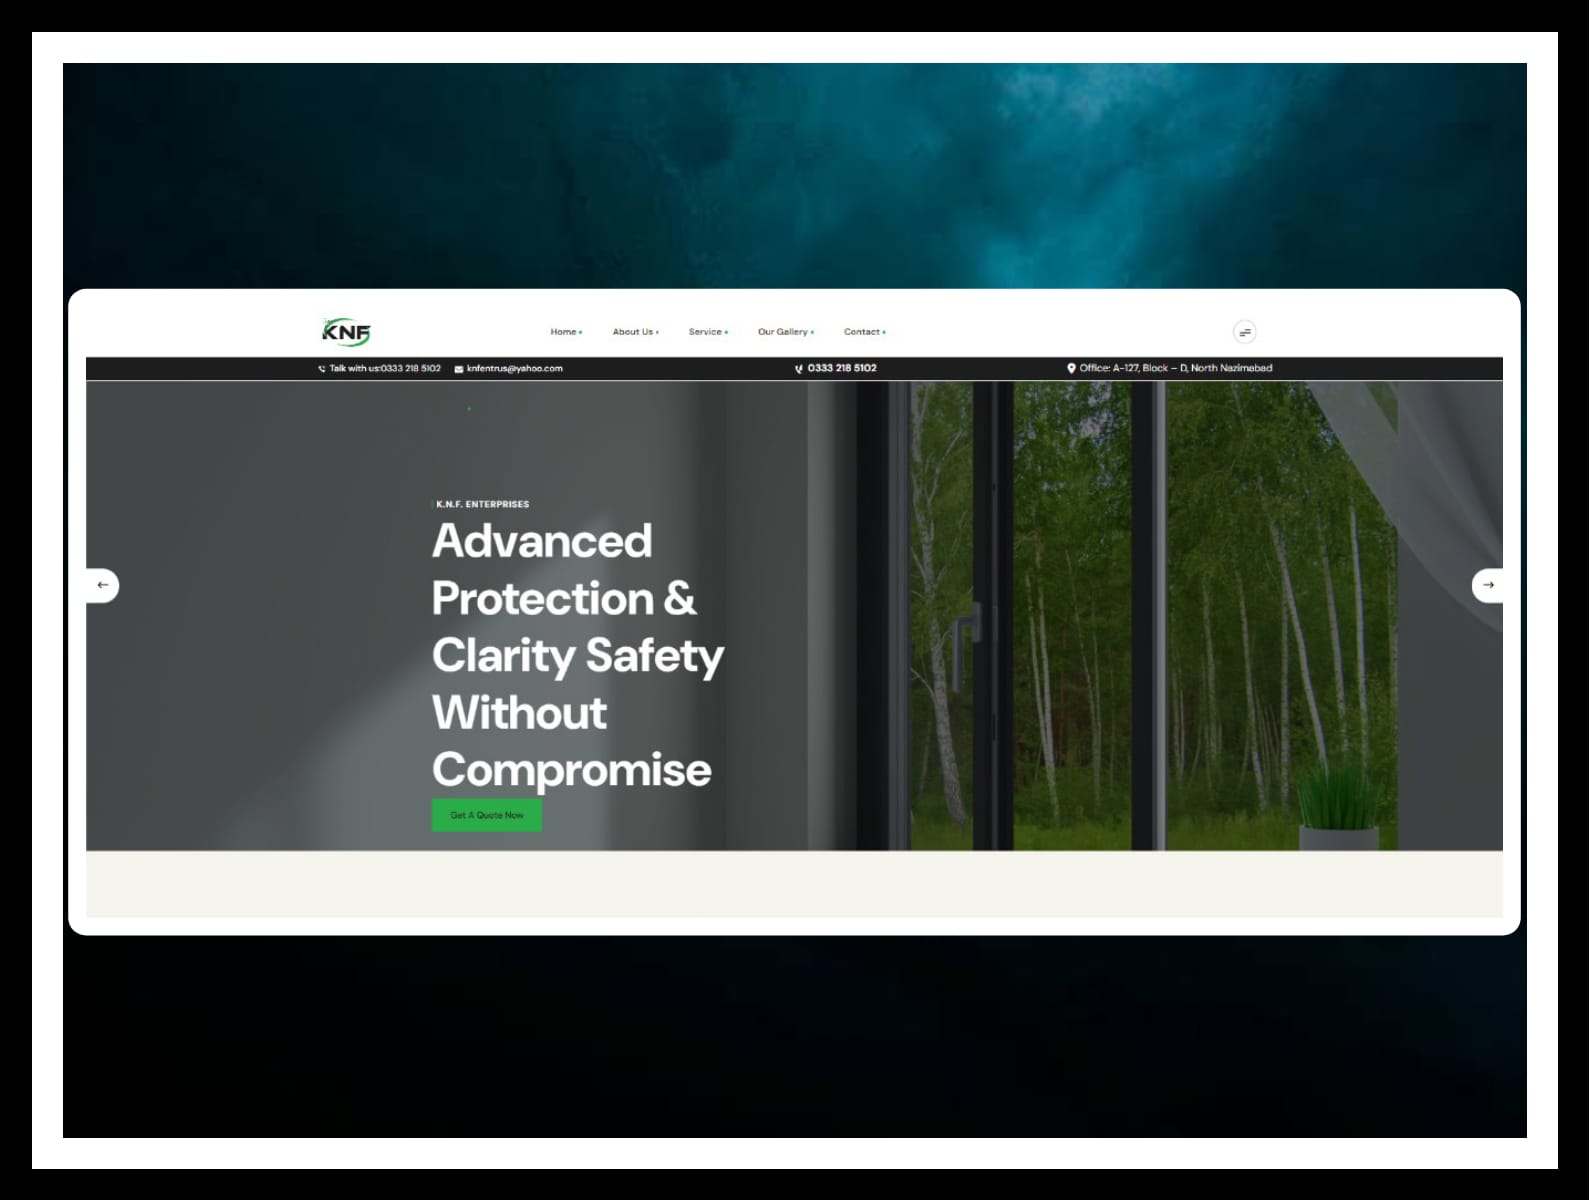 KNF
Home
About Us
Service
Our Gallery
Contact
Talk with us:0333 218 5102
knfentrus@yahoo.com
0333 218 5102
Office: A-127, Block – D, North Nazimabad
K.N.F. ENTERPRISES
Advanced
Protection &
Clarity Safety
Without
Compromise
Get A Quote Now